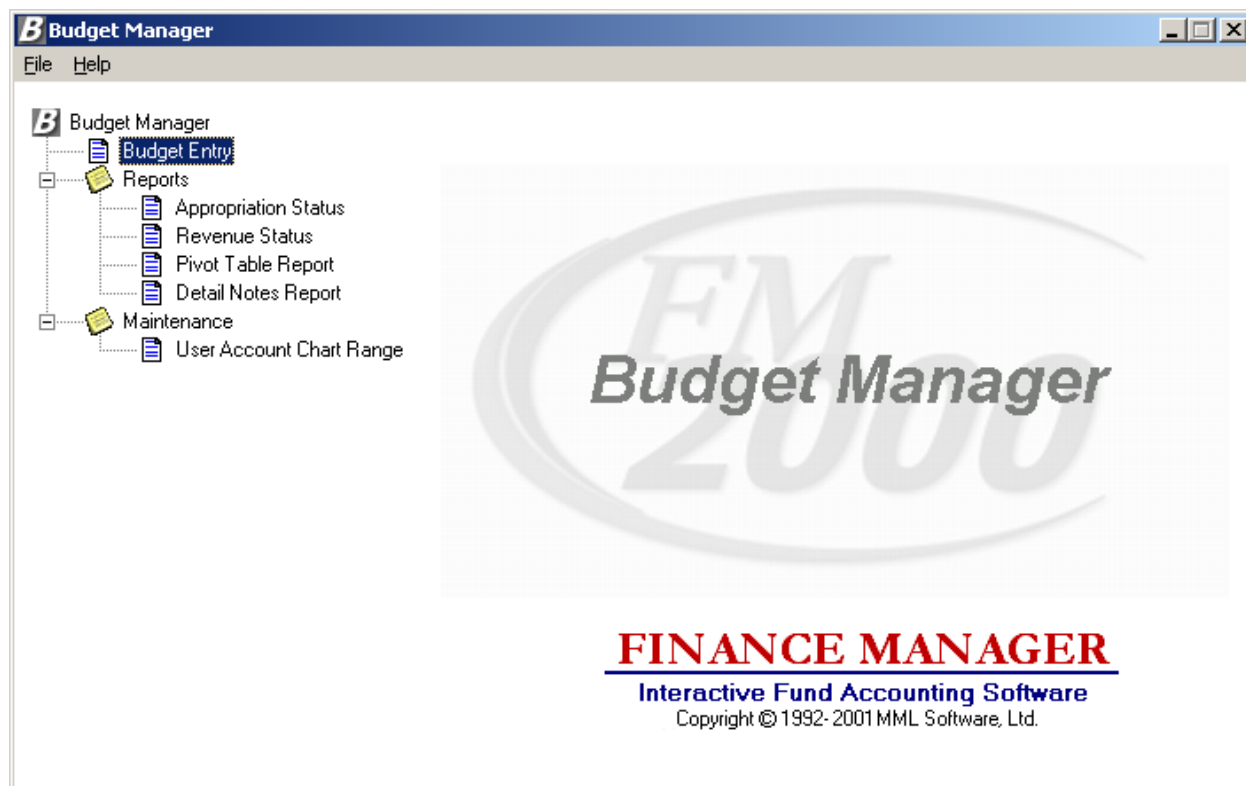 B Budget Manager
File Help
B Budget Manager
Budget Entry
Reports
Appropriation Status
Revenue Status
Pivot Table Report
Detail Notes Report
Maintenance
User Account Chart Range
FM
Budget Manager
2000
FINANCE MANAGER
Interactive Fund Accounting Software
Copyright © 1992-2001 MML Software, Ltd.